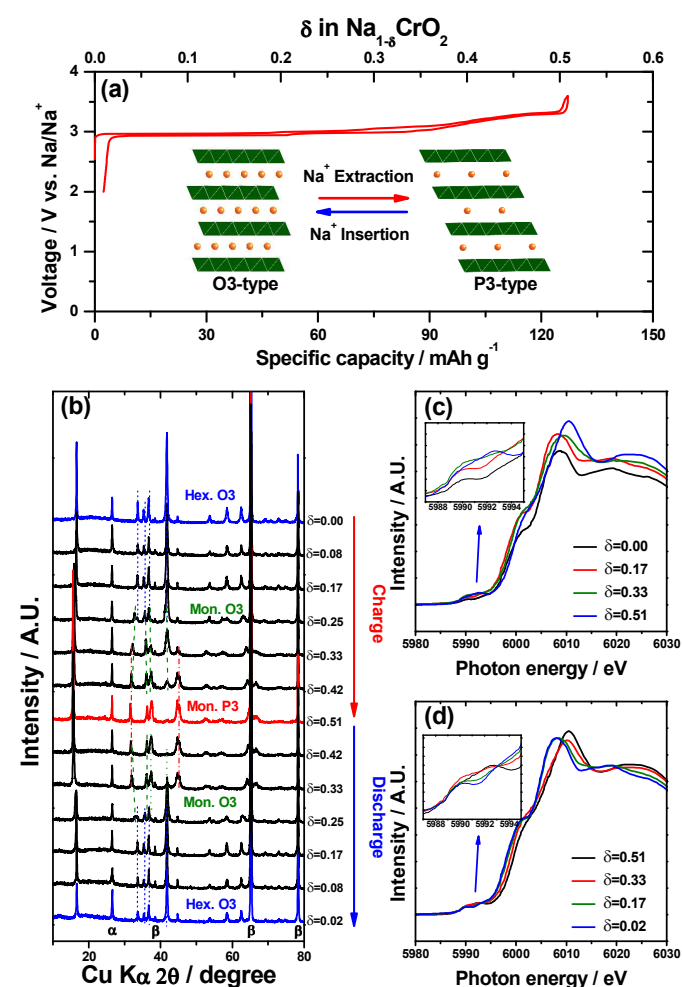 δ in Na1-δCrO2
0.0 0.1 0.2 0.3 0.4 0.5 0.6
(a)
Voltage / V vs. Na/Na+
4
3
2
1
0
Na+ Extraction
Na+ Insertion
O3-type
P3-type
0 30 60 90 120 150
Specific capacity / mAh g-1
(b)
Intensity / A.U.
Hex. O3
δ=0.00
δ=0.08
δ=0.17
Mon. O3
δ=0.25
δ=0.33
δ=0.42
Mon. P3
δ=0.51
δ=0.42
δ=0.33
Mon. O3
δ=0.25
δ=0.17
δ=0.08
Hex. O3
δ=0.02
α β β β
20 40 60 80
Cu Kα 2θ / degree
Charge
Discharge
(c)
Intensity / A.U.
5988 5990 5992 5994
δ=0.00
δ=0.17
δ=0.33
δ=0.51
5980 5990 6000 6010 6020 6030
Photon energy / eV
(d)
Intensity / A.U.
5988 5990 5992 5994
δ=0.51
δ=0.33
δ=0.17
δ=0.02
5980 5990 6000 6010 6020 6030
Photon energy / eV